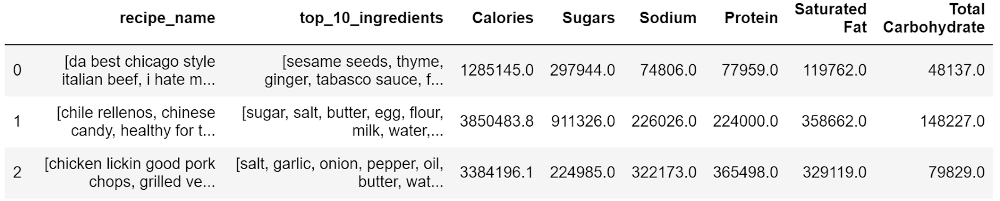 recipe_name top_10_ingredients Calories Sugars Sodium Protein Saturated Fat Total Carbohydrate
0 [da best chicago style italian beef, i hate m... [sesame seeds, thyme, ginger, tabasco sauce, f... 1285145.0 297944.0 74806.0 77959.0 119762.0 48137.0
1 [chile rellenos, chinese candy, healthy for t... [sugar, salt, butter, egg, flour, milk, water,... 3850483.8 911326.0 226026.0 224000.0 358662.0 148227.0
2 [chicken lickin good pork chops, grilled ve... [salt, garlic, onion, pepper, oil, butter, wat... 3384196.1 224985.0 322173.0 365498.0 329119.0 79829.0